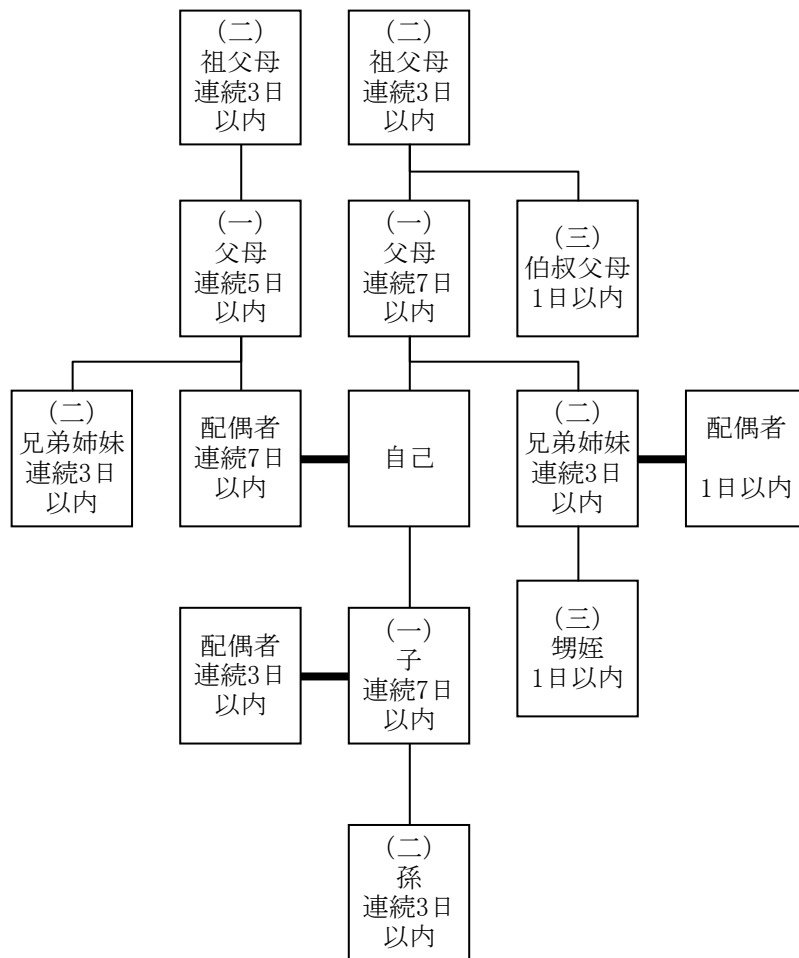 (二)
祖父母
連続3日
以内
(二)
祖父母
連続3日
以内
(一)
父母
連続5日
以内
(一)
父母
連続7日
以内
(三)
伯叔父母
1日以内
(二)
兄弟姉妹
連続3日
以内
配偶者
連続7日
以内
自己
(二)
兄弟姉妹
連続3日
以内
配偶者
1日以内
配偶者
連続3日
以内
(一)
子
連続7日
以内
(三)
甥姪
1日以内
(二)
孫
連続3日
以内